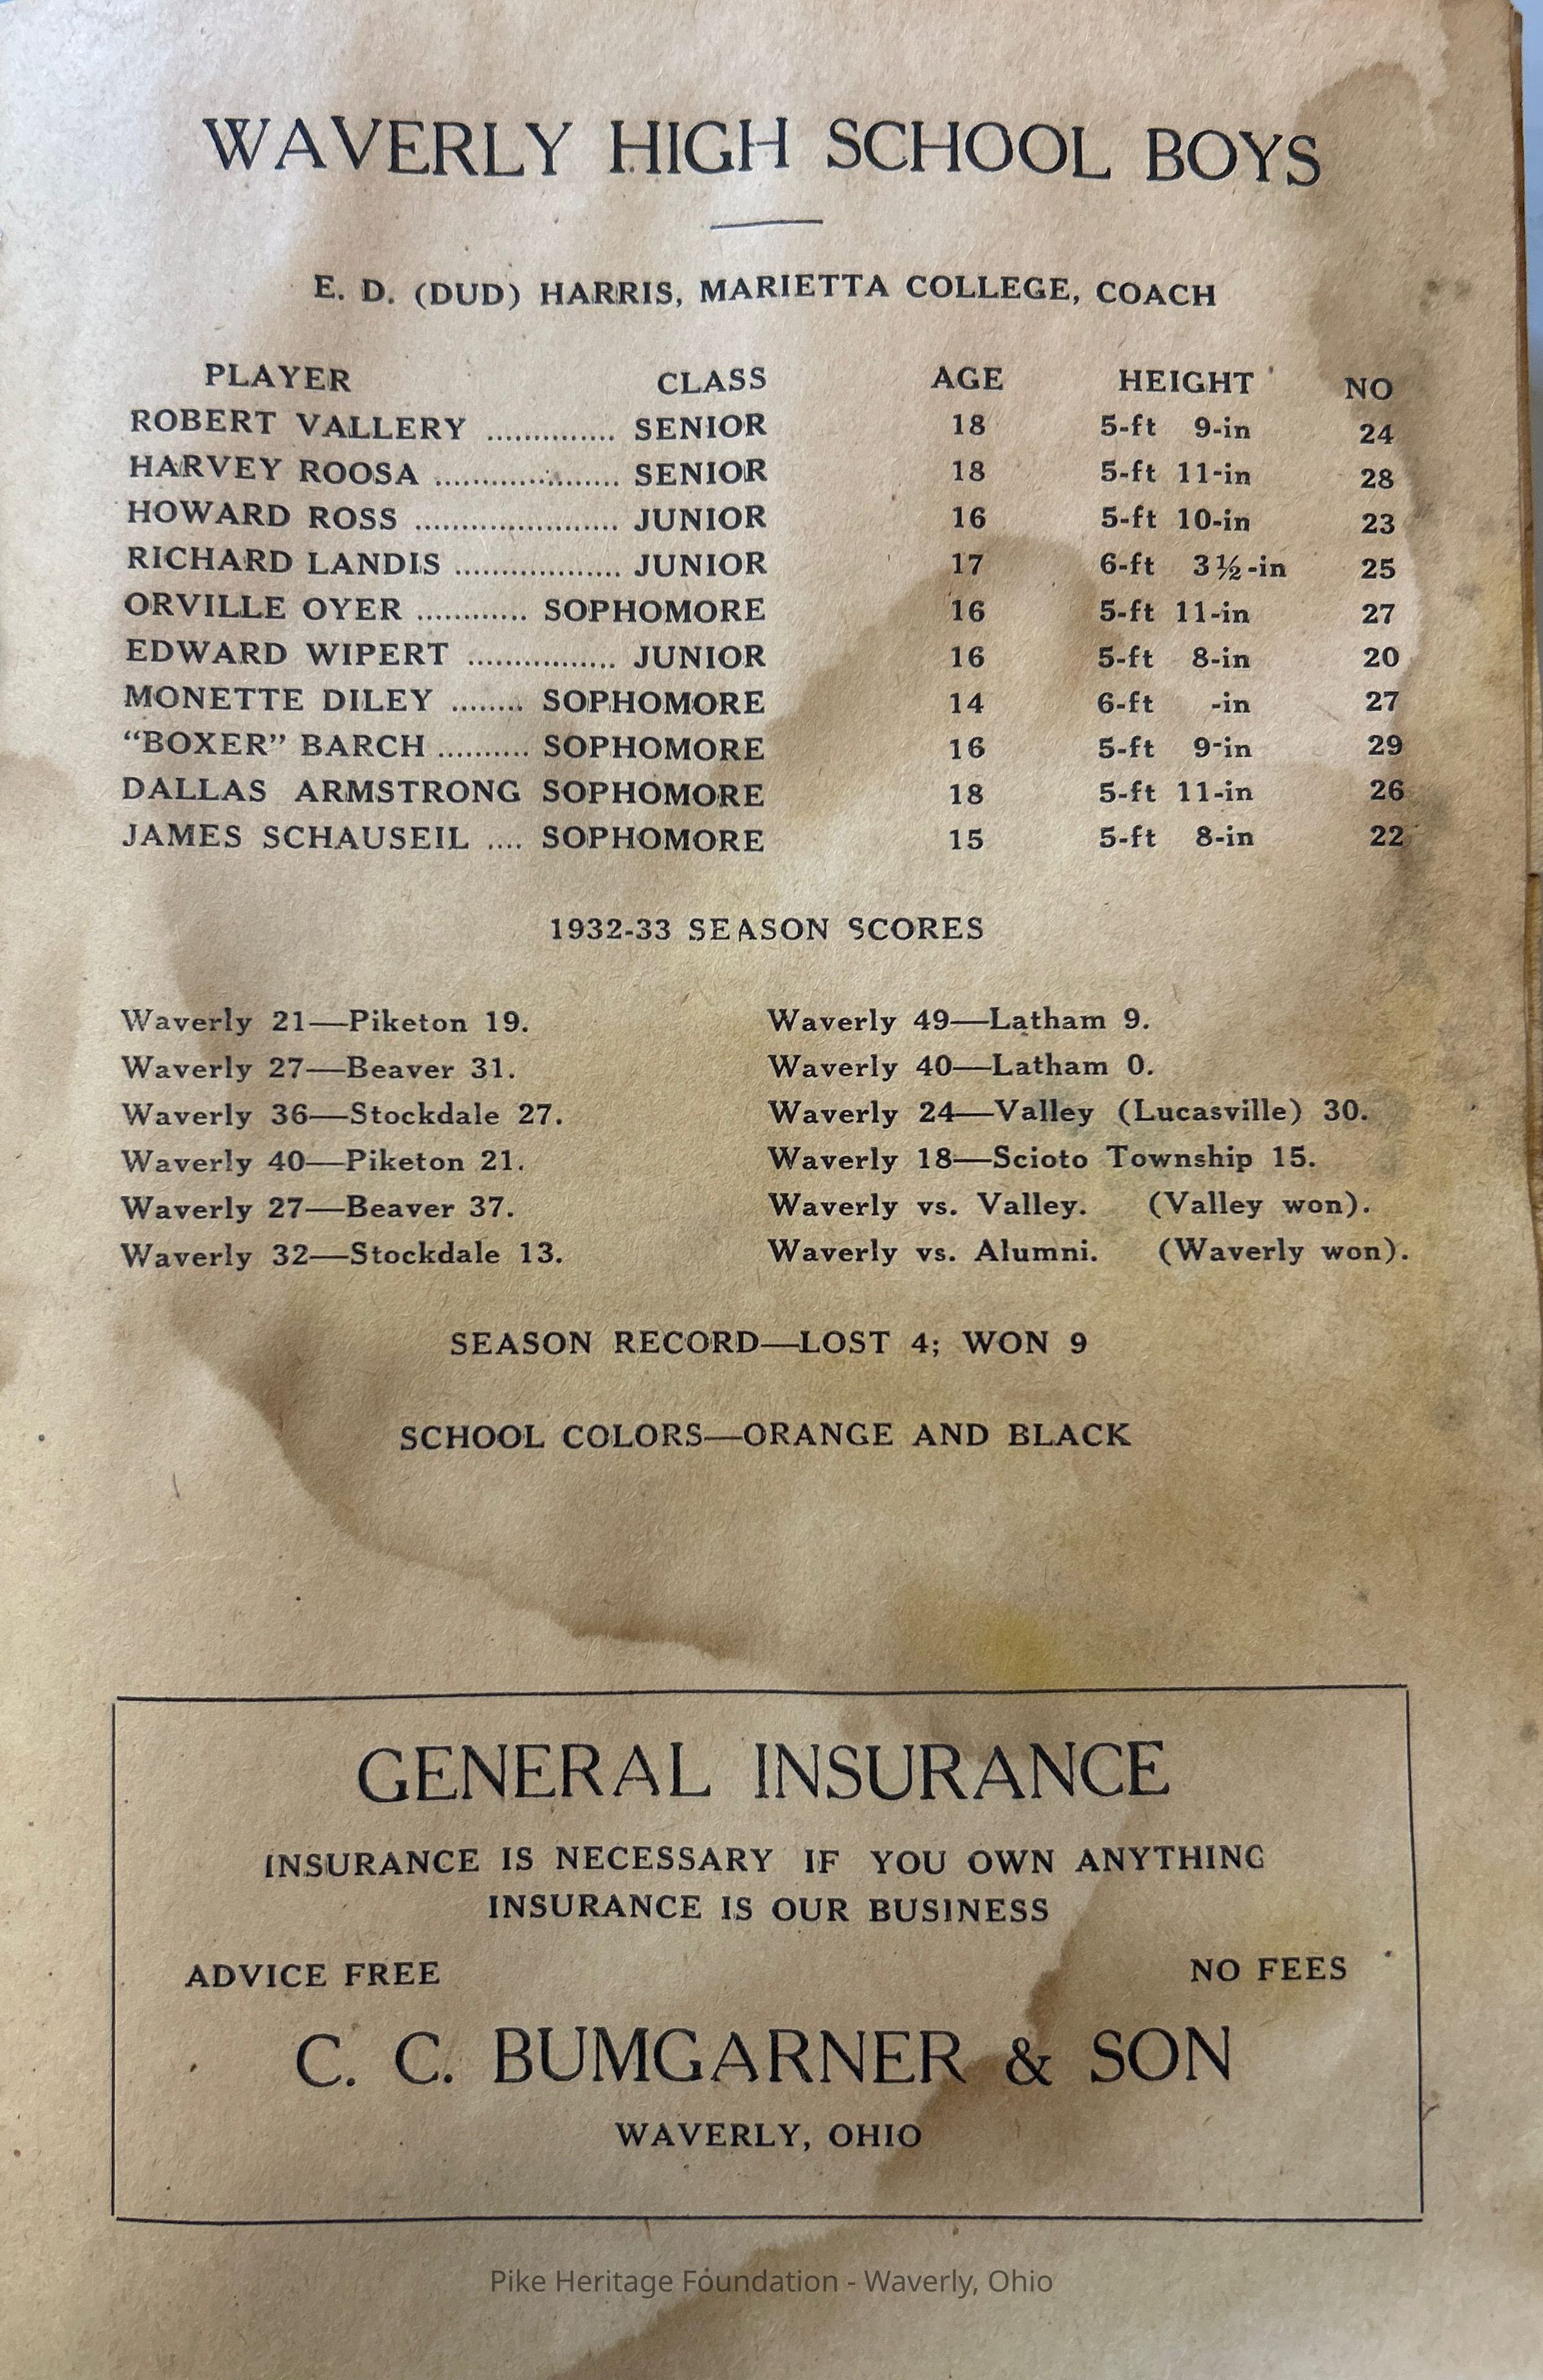 WAVERLY HIGH SCHOOL BOYS
E. D. (DUD) HARRIS, MARIETTA COLLEGE, COACH
PLAYER CLASS AGE HEIGHT NO
ROBERT VALLERY .............. SENIOR 18 5-ft 9-in 24
HARVEY ROOSA .................... SENIOR 18 5-ft 11-in 28
HOWARD ROSS ...................... JUNIOR 16 5-ft 10-in 23
RICHARD LANDIS .................. JUNIOR 17 6-ft 3½-in 25
ORVILLE OYER ............ SOPHOMORE 16 5-ft 11-in 27
EDWARD WIPERT ................ JUNIOR 16 5-ft 8-in 20
MONETTE DILEY ........ SOPHOMORE 14 6-ft -in 27
"BOXER" BARCH .......... SOPHOMORE 16 5-ft 9-in 29
DALLAS ARMSTRONG SOPHOMORE 18 5-ft 11-in 26
JAMES SCHAUSEIL .... SOPHOMORE 15 5-ft 8-in 22
1932-33 SEASON SCORES
Waverly 21—Piketon 19.
Waverly 27—Beaver 31.
Waverly 36—Stockdale 27.
Waverly 40—Piketon 21.
Waverly 27—Beaver 37.
Waverly 32—Stockdale 13.
Waverly 49—Latham 9.
Waverly 40—Latham 0.
Waverly 24—Valley (Lucasville) 30.
Waverly 18—Scioto Township 15.
Waverly vs. Valley. (Valley won).
Waverly vs. Alumni. (Waverly won).
SEASON RECORD—LOST 4; WON 9
SCHOOL COLORS—ORANGE AND BLACK
GENERAL INSURANCE
INSURANCE IS NECESSARY IF YOU OWN ANYTHING
INSURANCE IS OUR BUSINESS
ADVICE FREE NO FEES
C. C. BUMGARNER & SON
WAVERLY, OHIO
Pike Heritage Foundation - Waverly, Ohio